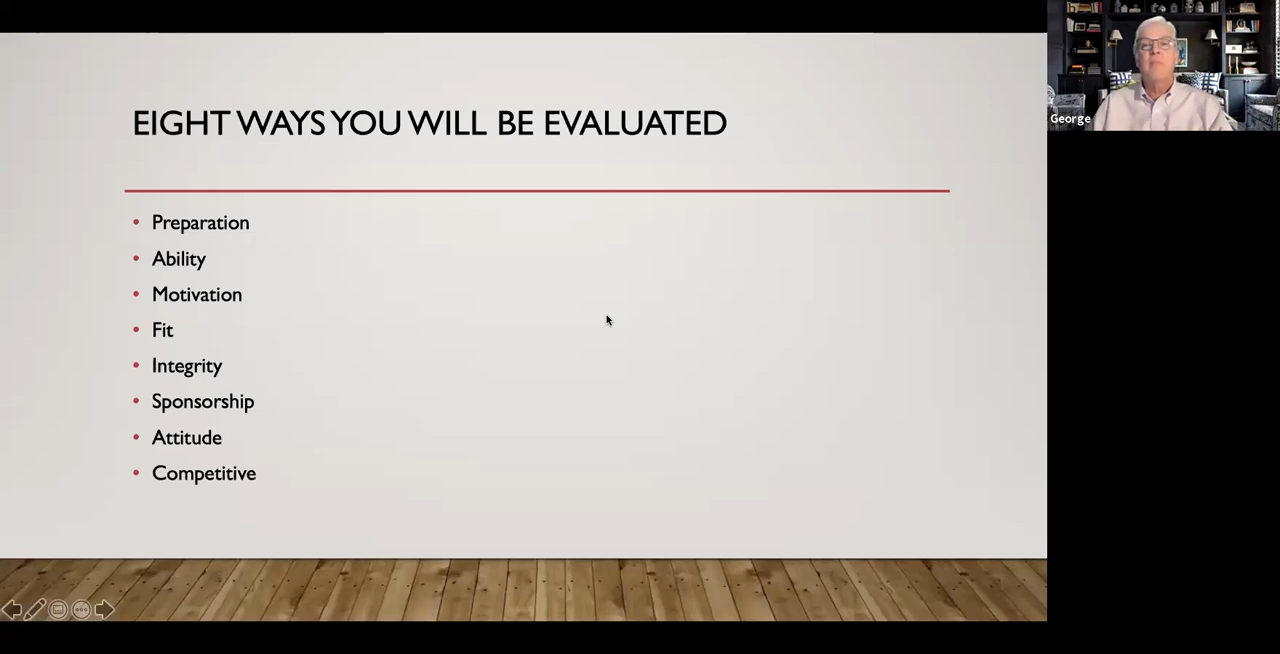 EIGHT WAYS YOU WILL BE EVALUATED
Preparation
Ability
Motivation
Fit
Integrity
Sponsorship
Attitude
Competitive
George